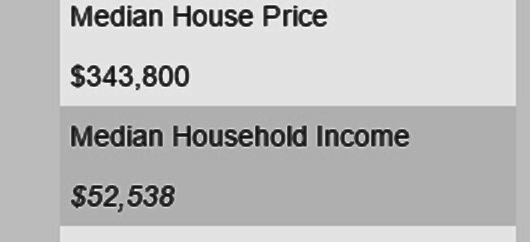 Median House Price
$343,800
Median Household Income
$52,538